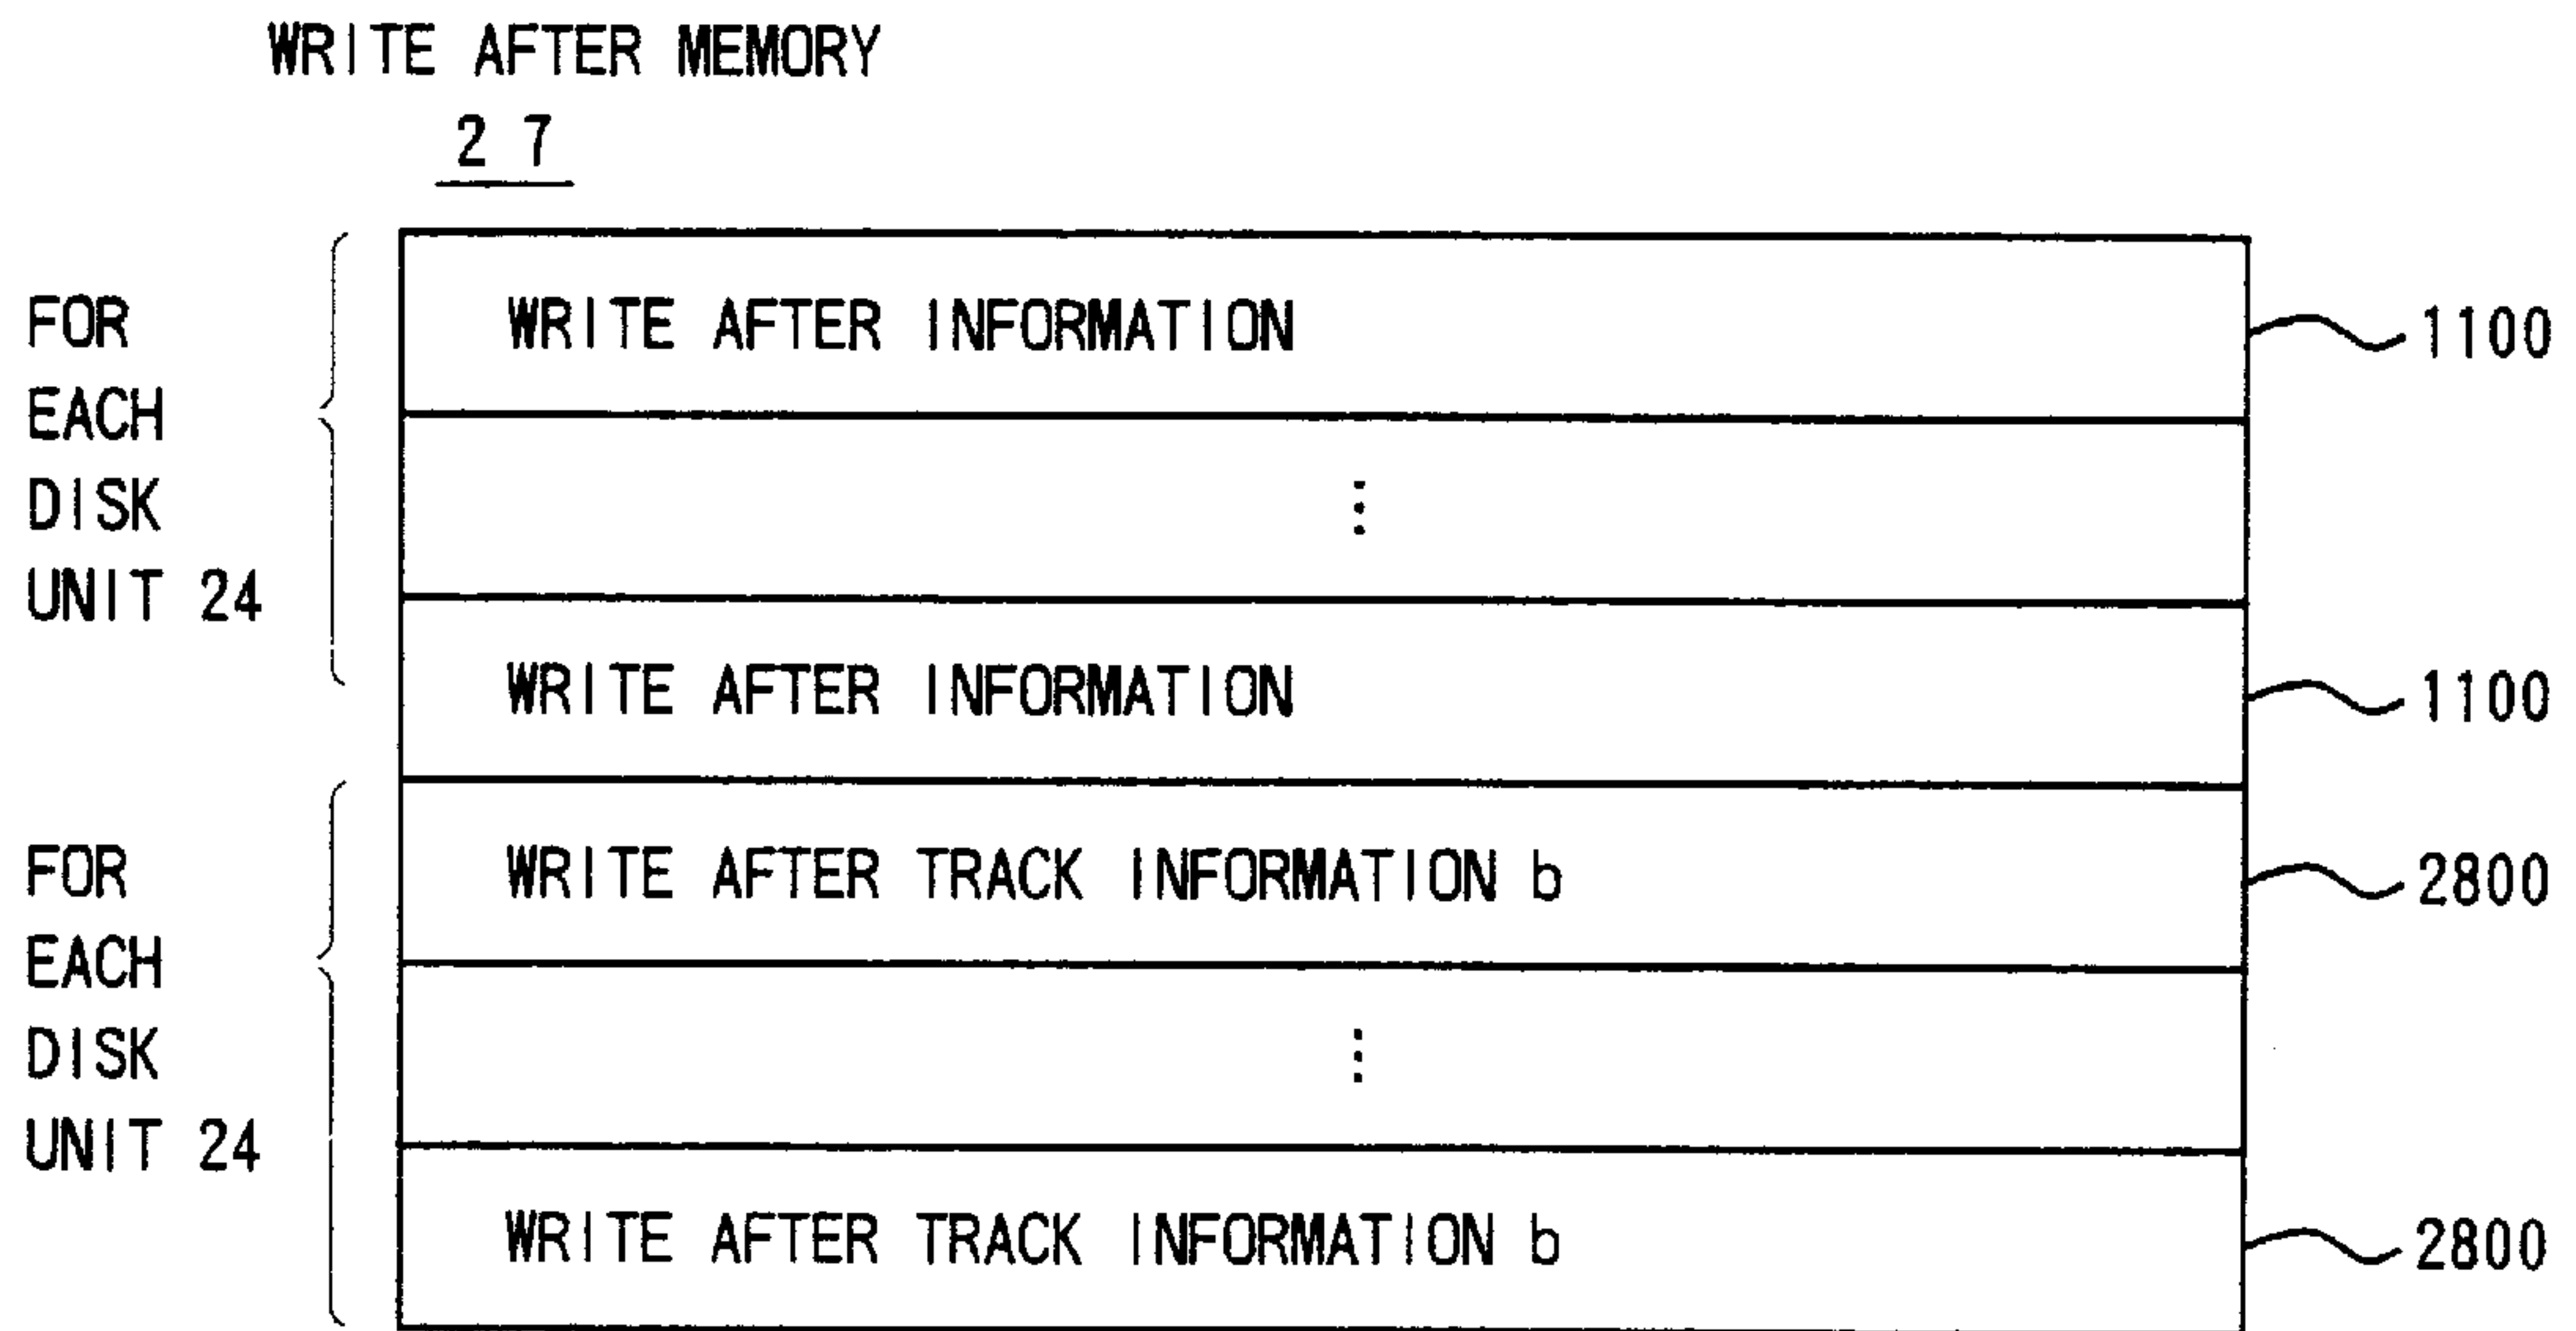 WRITE AFTER MEMORY
27
FOR
EACH
DISK
UNIT 24
WRITE AFTER INFORMATION
1100
⋮
WRITE AFTER INFORMATION
1100
FOR
EACH
DISK
UNIT 24
WRITE AFTER TRACK INFORMATION b
2800
⋮
WRITE AFTER TRACK INFORMATION b
2800